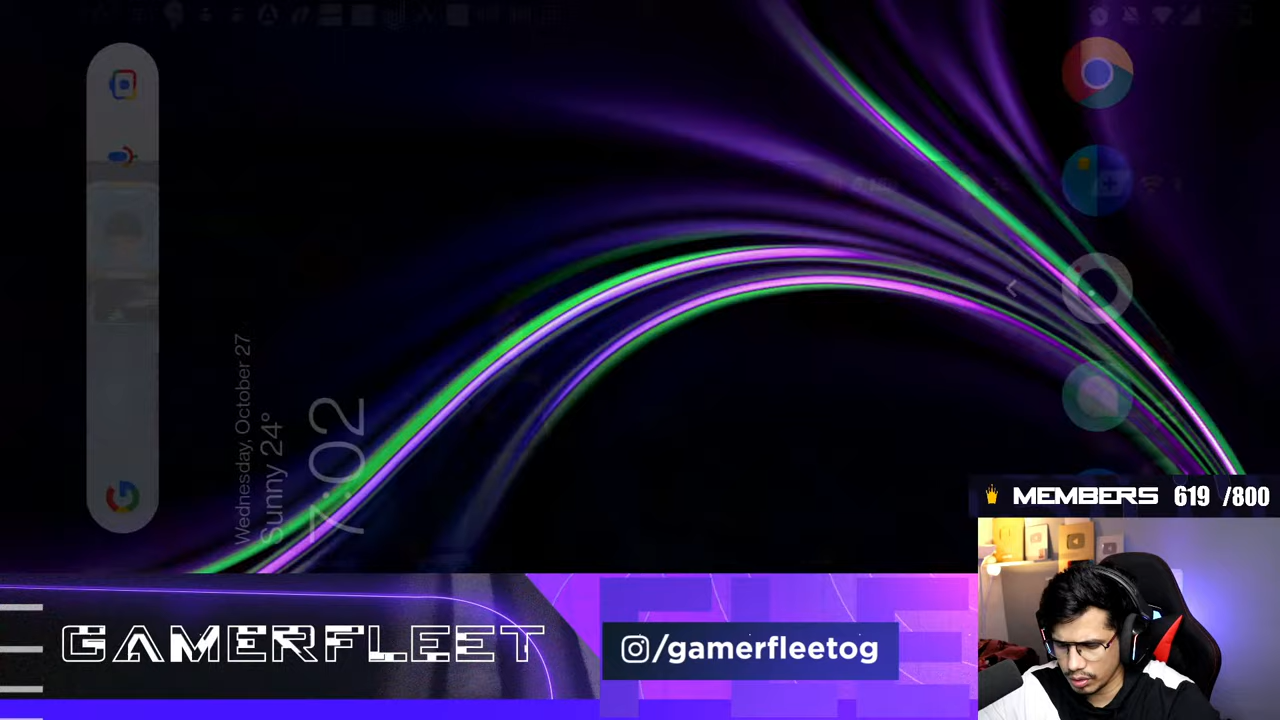 Wednesday, October 27
Sunny 24°
7:02
MEMBERS 619 /800
GAMERFLEET
/gamerfleetog